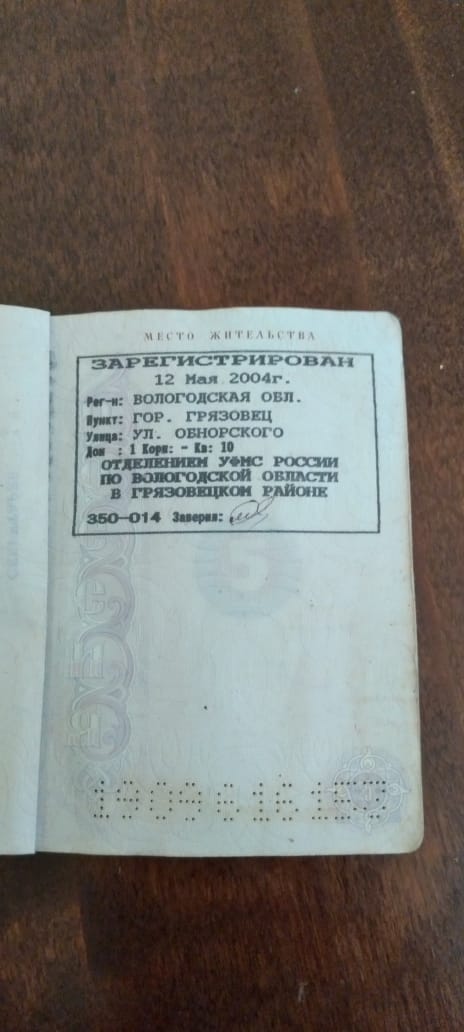 МЕСТО ЖИТЕЛЬСТВА
ЗАРЕГИСТРИРОВАН
12 Мая 2004г.
Рег-н: ВОЛОГОДСКАЯ ОБЛ.
Пункт: ГОР. ГРЯЗОВЕЦ
Улица: УЛ. ОБНОРСКОГО
Дом : 1 Корп: - Кв: 10
ОТДЕЛЕНИЕМ УФМС РОССИИ
ПО ВОЛОГОДСКОЙ ОБЛАСТИ
В ГРЯЗОВЕЦКОМ РАЙОНЕ
350-014 Заверил: